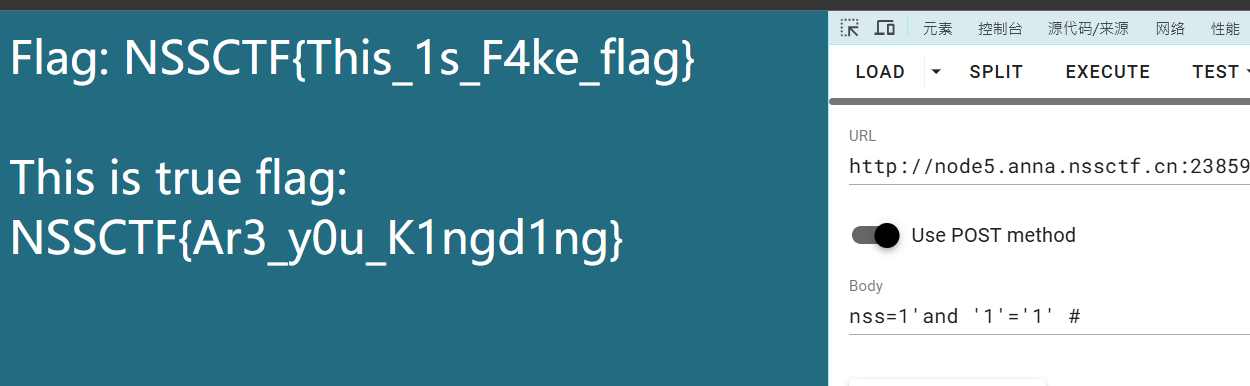 Flag: NSSCTF{This_1s_F4ke_flag}
This is true flag:
NSSCTF{Ar3_y0u_K1ngd1ng}
元素 控制台 源代码/来源 网络 性能
LOAD SPLIT EXECUTE TEST
URL
http://node5.anna.nssctf.cn:23859
Use POST method
Body
nss=1'and '1'='1' #